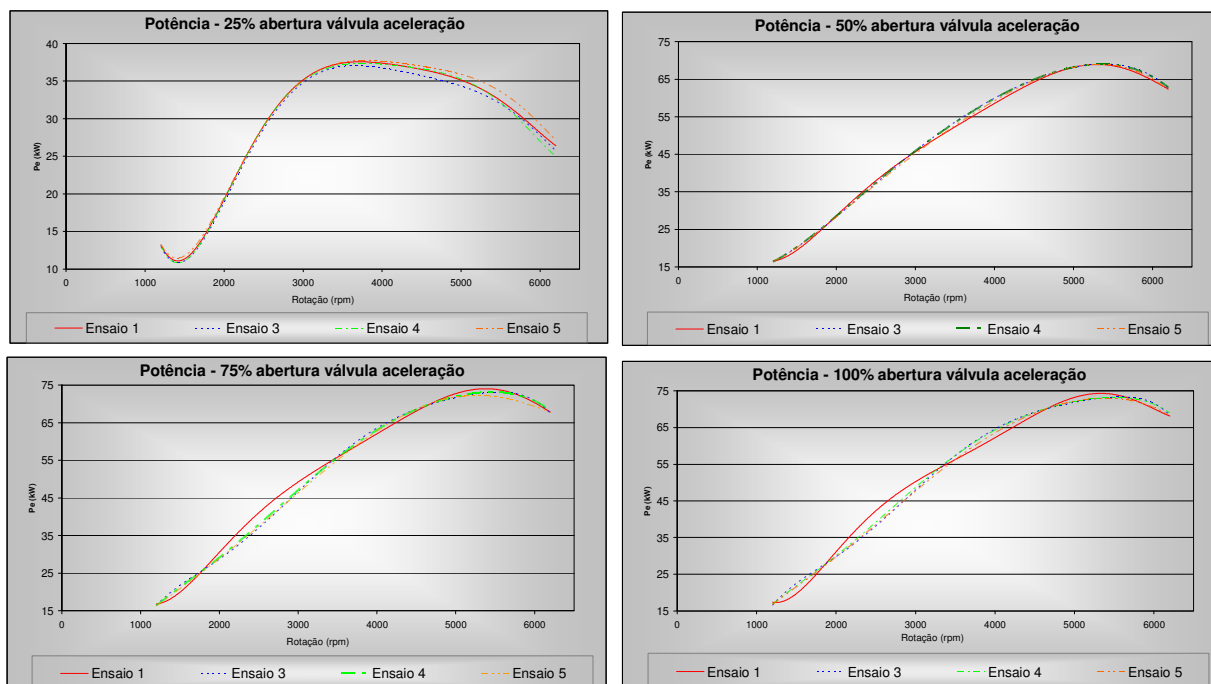 Potência - 25% abertura válvula aceleração
40
35
30
25
20
15
10
Pe (kW)
0 1000 2000 3000 4000 5000 6000
Rotação (rpm)
Ensaio 1 Ensaio 3 Ensaio 4 Ensaio 5
Potência - 50% abertura válvula aceleração
75
65
55
45
35
25
15
Pe (kW)
0 1000 2000 3000 4000 5000 6000
Rotação (rpm)
Ensaio 1 Ensaio 3 Ensaio 4 Ensaio 5
Potência - 75% abertura válvula aceleração
75
65
55
45
35
25
15
Pe (kW)
0 1000 2000 3000 4000 5000 6000
Rotação (rpm)
Ensaio 1 Ensaio 3 Ensaio 4 Ensaio 5
Potência - 100% abertura válvula aceleração
75
65
55
45
35
25
15
Pe (kW)
0 1000 2000 3000 4000 5000 6000
Rotação (rpm)
Ensaio 1 Ensaio 3 Ensaio 4 Ensaio 5